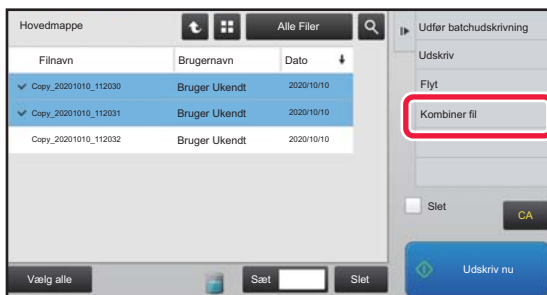 Hovedmappe
Alle Filer
Filnavn Brugernavn Dato
Copy_20201010_112030 Bruger Ukendt 2020/10/10
Copy_20201010_112031 Bruger Ukendt 2020/10/10
Copy_20201010_112032 Bruger Ukendt 2020/10/10
Vælg alle
Sæt
Slet
Udfør batchudskrivning
Udskriv
Flyt
Kombiner fil
Slet
CA
Udskriv nu